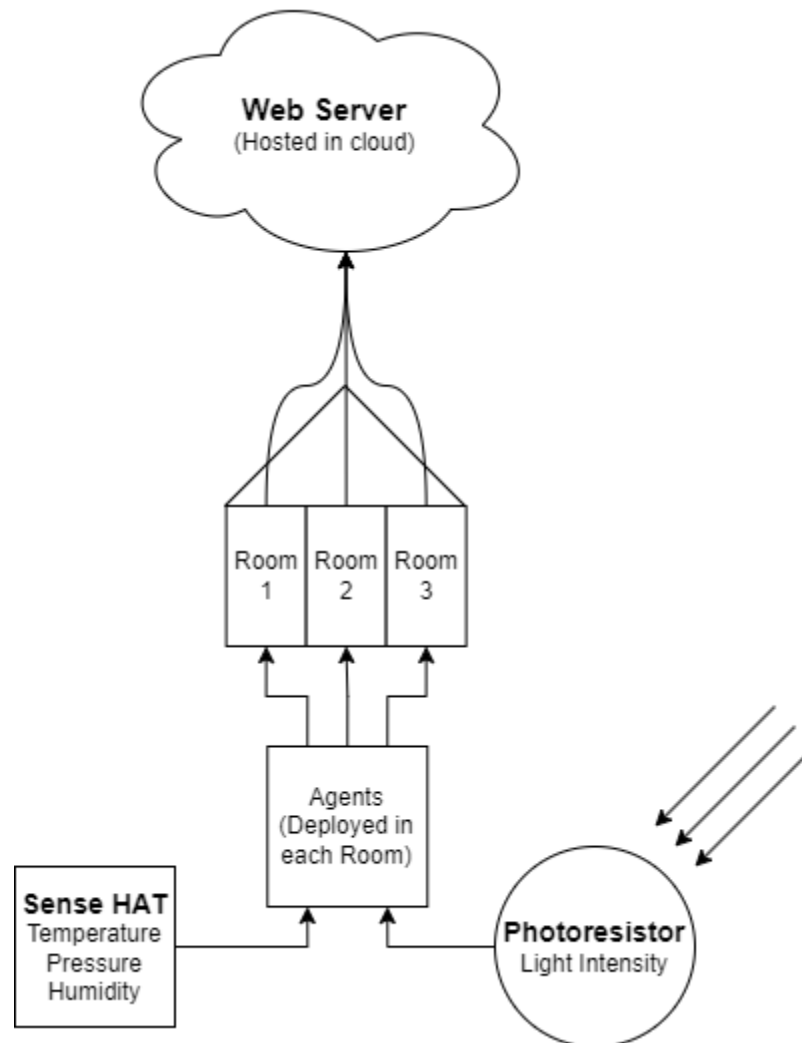 Web Server
(Hosted in cloud)
Room
1
Room
2
Room
3
Agents
(Deployed in
each Room)
Sense HAT
Temperature
Pressure
Humidity
Photoresistor
Light Intensity